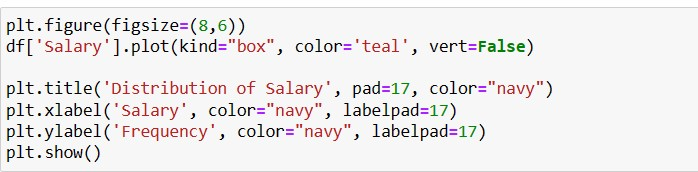 plt.figure(figsize=(8,6))
df['Salary'].plot(kind="box", color='teal', vert=False)
plt.title('Distribution of Salary', pad=17, color="navy")
plt.xlabel('Salary', color="navy", labelpad=17)
plt.ylabel('Frequency', color="navy", labelpad=17)
plt.show()